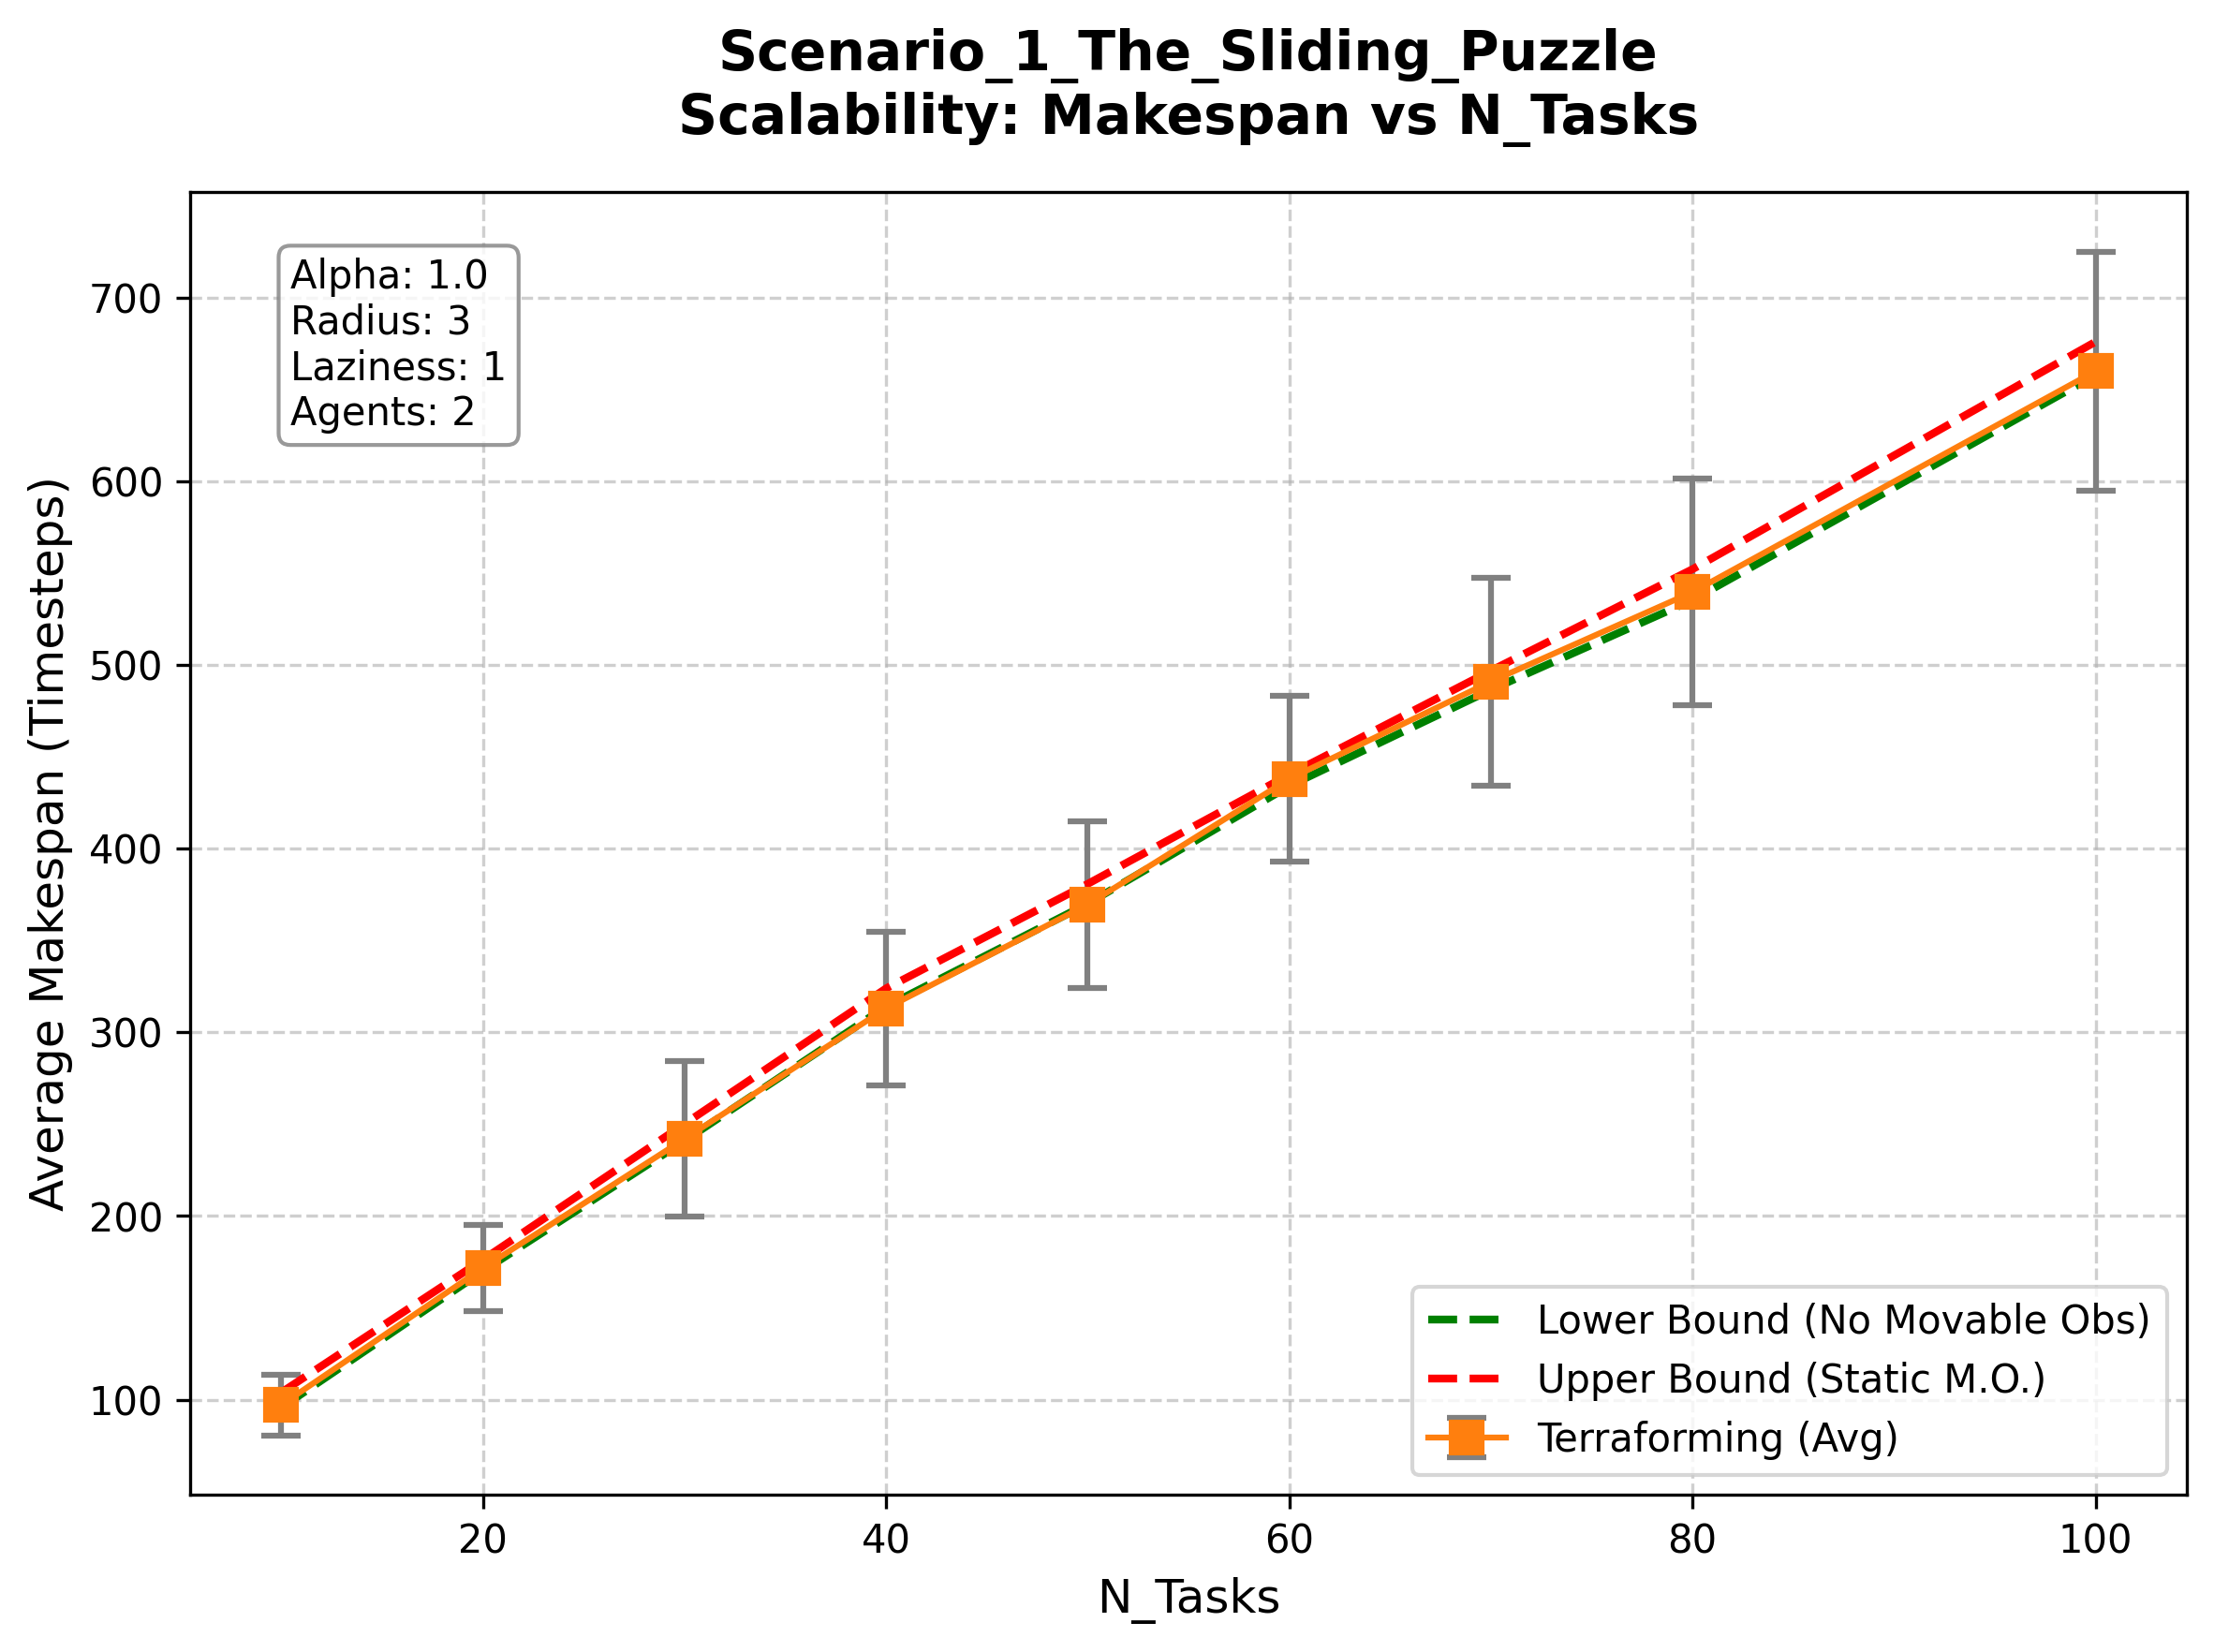 Scenario_1_The_Sliding_Puzzle
Scalability: Makespan vs N_Tasks
Alpha: 1.0
Radius: 3
Laziness: 1
Agents: 2
Average Makespan (Timesteps)
700
600
500
400
300
200
100
Lower Bound (No Movable Obs)
Upper Bound (Static M.O.)
Terraforming (Avg)
20
40
60
80
100
N_Tasks